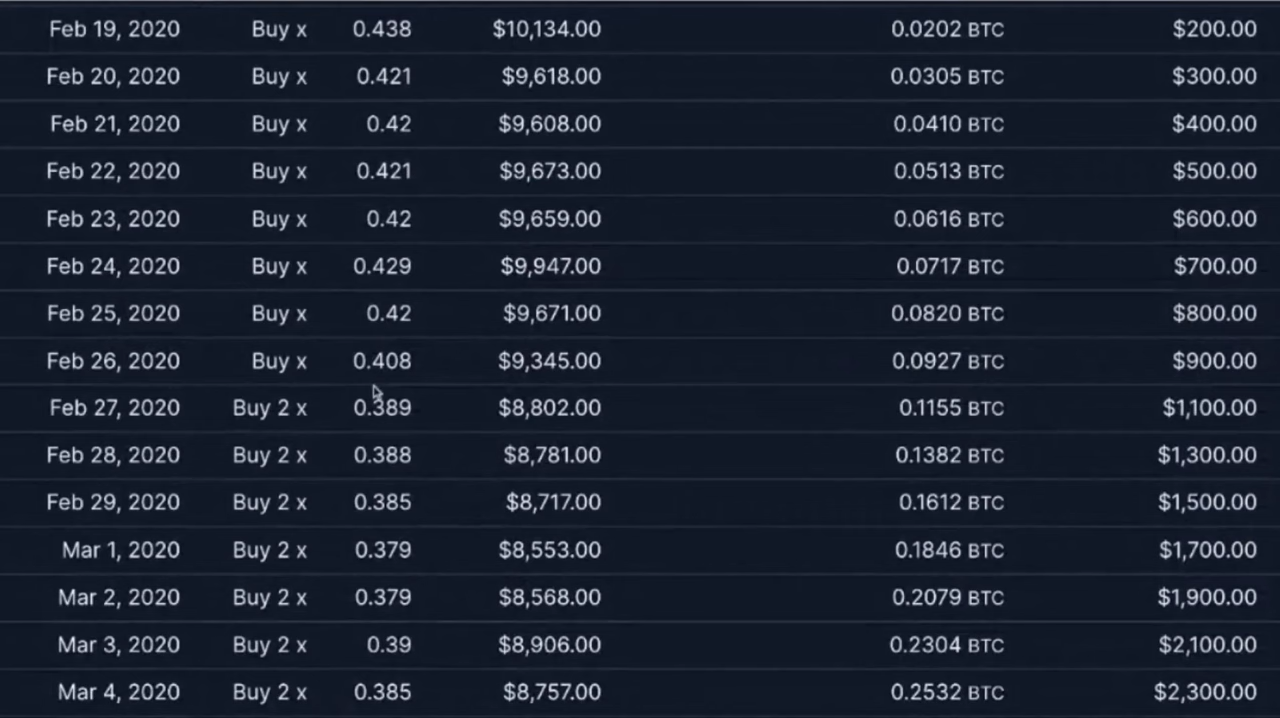 Feb 19, 2020 Buy x 0.438 $10,134.00 0.0202 BTC $200.00
Feb 20, 2020 Buy x 0.421 $9,618.00 0.0305 BTC $300.00
Feb 21, 2020 Buy x 0.42 $9,608.00 0.0410 BTC $400.00
Feb 22, 2020 Buy x 0.421 $9,673.00 0.0513 BTC $500.00
Feb 23, 2020 Buy x 0.42 $9,659.00 0.0616 BTC $600.00
Feb 24, 2020 Buy x 0.429 $9,947.00 0.0717 BTC $700.00
Feb 25, 2020 Buy x 0.42 $9,671.00 0.0820 BTC $800.00
Feb 26, 2020 Buy x 0.408 $9,345.00 0.0927 BTC $900.00
Feb 27, 2020 Buy 2 x 0.389 $8,802.00 0.1155 BTC $1,100.00
Feb 28, 2020 Buy 2 x 0.388 $8,781.00 0.1382 BTC $1,300.00
Feb 29, 2020 Buy 2 x 0.385 $8,717.00 0.1612 BTC $1,500.00
Mar 1, 2020 Buy 2 x 0.379 $8,553.00 0.1846 BTC $1,700.00
Mar 2, 2020 Buy 2 x 0.379 $8,568.00 0.2079 BTC $1,900.00
Mar 3, 2020 Buy 2 x 0.39 $8,906.00 0.2304 BTC $2,100.00
Mar 4, 2020 Buy 2 x 0.385 $8,757.00 0.2532 BTC $2,300.00